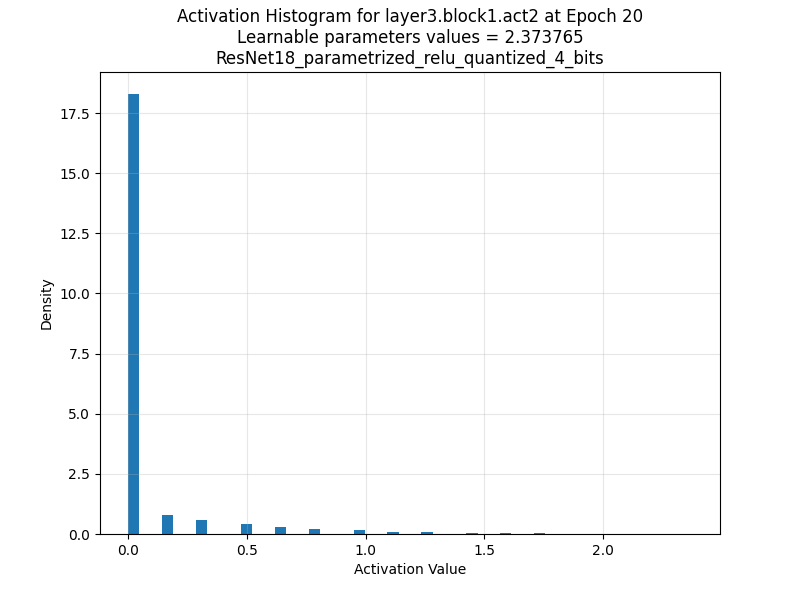 Activation Histogram for layer3.block1.act2 at Epoch 20
Learnable parameters values = 2.373765
ResNet18_parametrized_relu_quantized_4_bits
17.5
15.0
12.5
10.0
7.5
5.0
2.5
0.0
Density
0.0 0.5 1.0 1.5 2.0
Activation Value